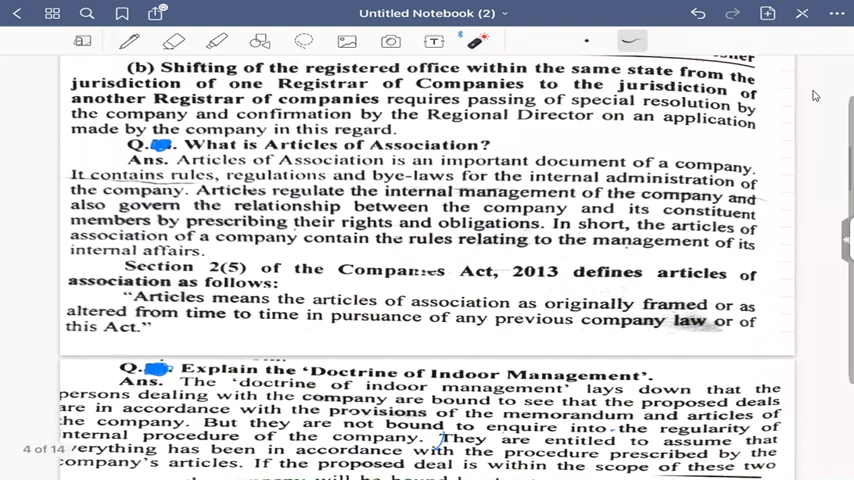 Untitled Notebook (2)
(b) Shifting of the registered office within the same state from the
jurisdiction of one Registrar of Companies to the jurisdiction of
another Registrar of companies requires passing of special resolution by
the company and confirmation by the Regional Director on an application
made by the company in this regard.
Q. What is Articles of Association?
Ans. Articles of Association is an important document of a company.
It contains rules, regulations and bye-laws for the internal administration of
the company. Articles regulate the internal management of the company and
also govern the relationship between the company and its constituent
members by prescribing their rights and obligations. In short, the articles of
association of a company contain the rules relating to the management of its
internal affairs.
Section 2(5) of the Companies Act, 2013 defines articles of
association as follows:
"Articles means the articles of association as originally framed or as
altered from time to time in pursuance of any previous company law or of
this Act."
Q. Explain the 'Doctrine of Indoor Management'.
Ans. The 'doctrine of indoor management' lays down that the
persons dealing with the company are bound to see that the proposed deals
are in accordance with the provisions of the memorandum and articles of
the company. But they are not bound to enquire into the regularity of
internal procedure of the company. They are entitled to assume that
everything has been in accordance with the procedure prescribed by the
company's articles. If the proposed deal is within the scope of these two
4 of 14